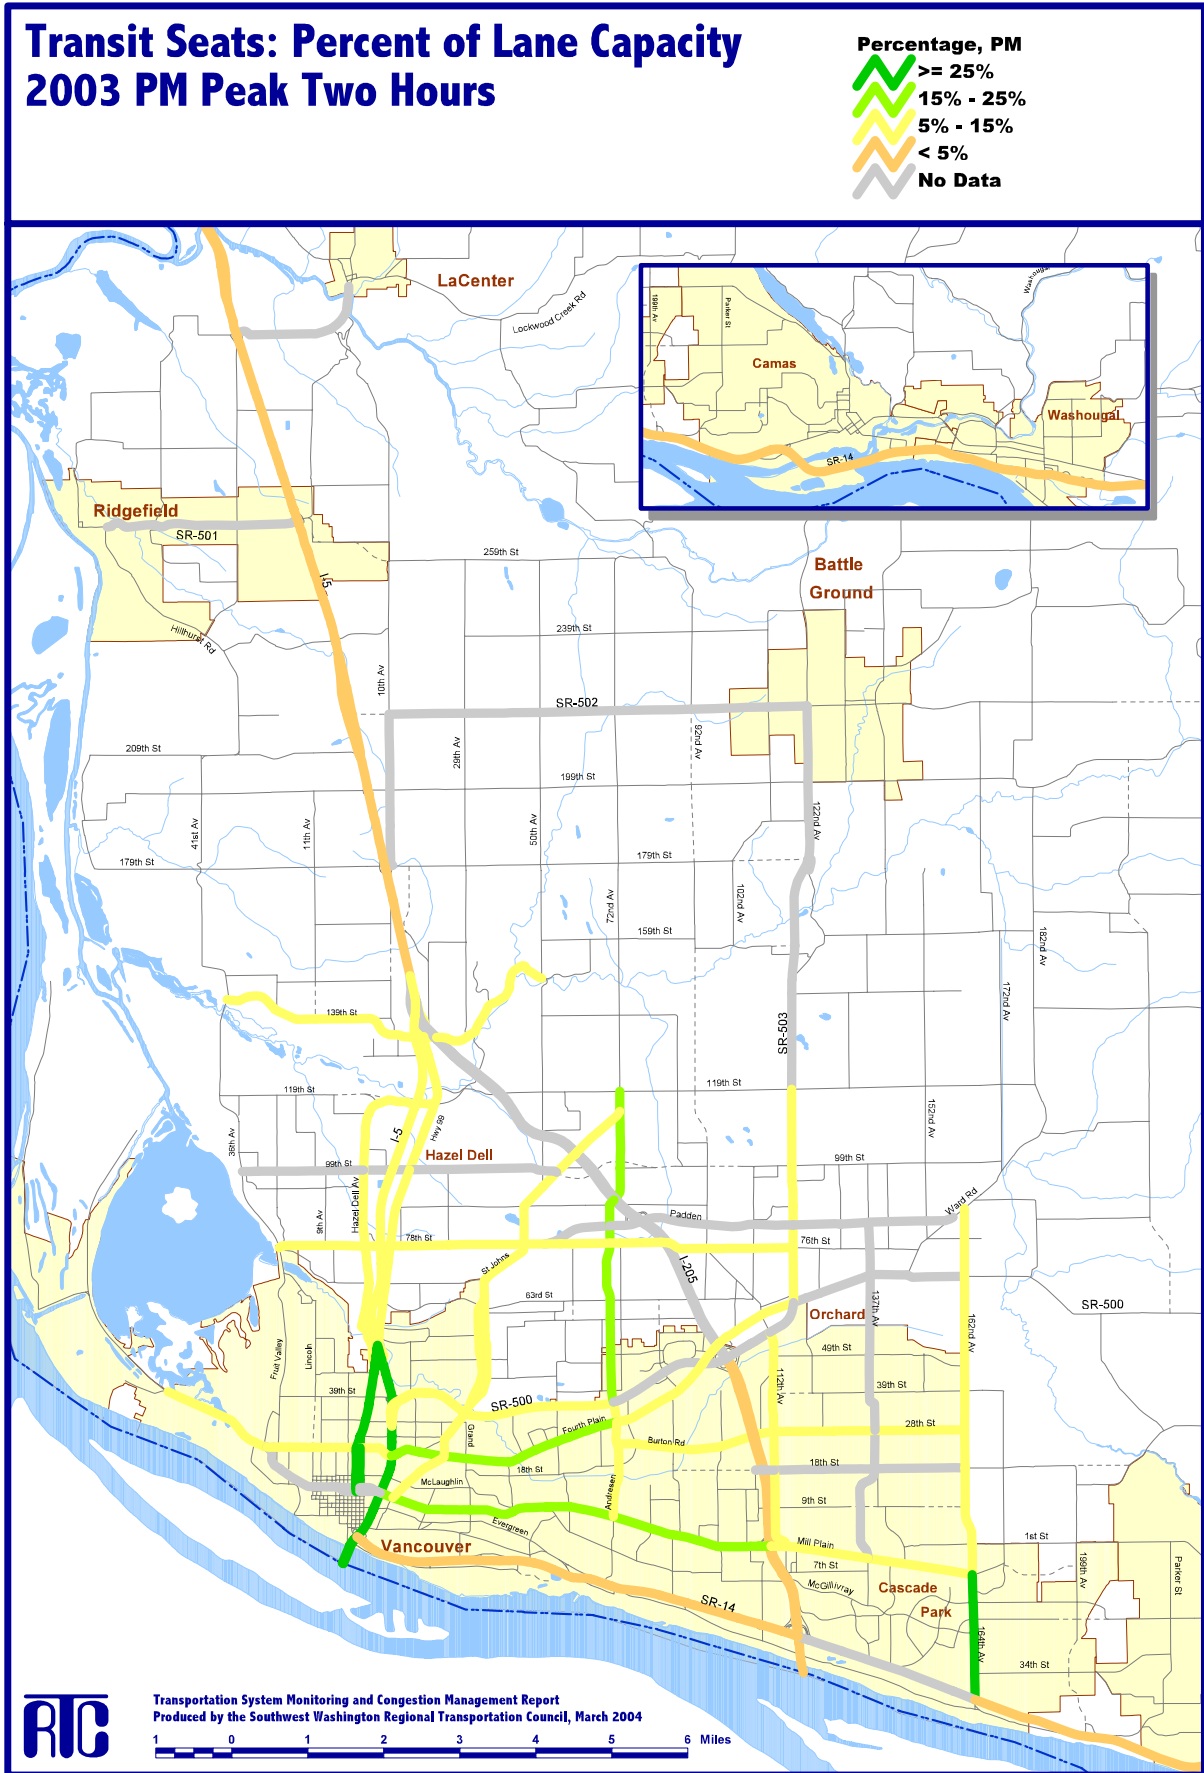 Transit Seats: Percent of Lane Capacity
2003 PM Peak Two Hours
Percentage, PM
>= 25%
15% - 25%
5% - 15%
< 5%
No Data
LaCenter
Lockwood Creek Rd
Washougal
199th Av
Parker St
Camas
Washougal
SR-14
Ridgefield
SR-501
I-5
259th St
Battle
Ground
Hillhurst Rd
239th St
10th Av
SR-502
209th St
29th Av
92nd Av
199th St
41st Av
11th Av
50th Av
122nd Av
179th St
179th St
72nd Av
102nd Av
159th St
182nd Av
172nd Av
139th St
SR-503
119th St
119th St
152nd Av
36th Av
I-5
Hwy 99
Hazel Dell
99th St
99th St
Hazel Dell Av
9th Av
Ward Rd
Padden
78th St
76th St
St Johns
I-205
63rd St
Orchard
137th Av
SR-500
162nd Av
Fruit Valley
Lincoln
49th St
112th Av
39th St
39th St
SR-500
Fourth Plain
28th St
Grand
Burton Rd
18th St
18th St
McLaughlin
Andresen
9th St
Evergreen
1st St
Vancouver
Mill Plain
7th St
McGillivray
Cascade
Park
199th Av
Parker St
SR-14
164th Av
34th St
RTC
Transportation System Monitoring and Congestion Management Report
Produced by the Southwest Washington Regional Transportation Council, March 2004
1 0 1 2 3 4 5 6 Miles